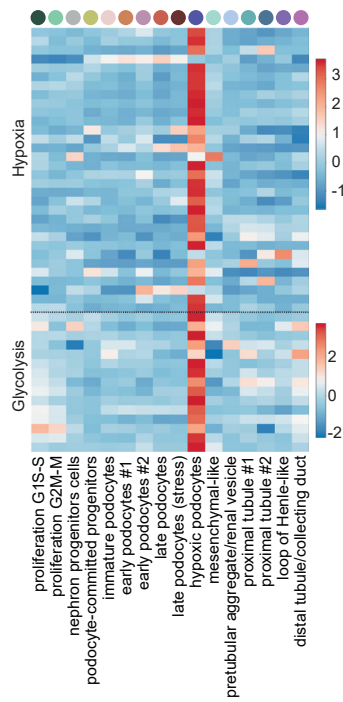 Hypoxia
3
2
1
0
-1
Glycolysis
2
0
-2
proliferation G1S-S
proliferation G2M-M
nephron progenitors cells
podocyte-committed progenitors
immature podocytes
early podocytes #1
early podocytes #2
late podocytes
late podocytes (stress)
hypoxic podocytes
mesenchymal-like
pretubular aggregate/renal vesicle
proximal tubule #1
proximal tubule #2
loop of Hemle-like
distal tubule/collecting duct